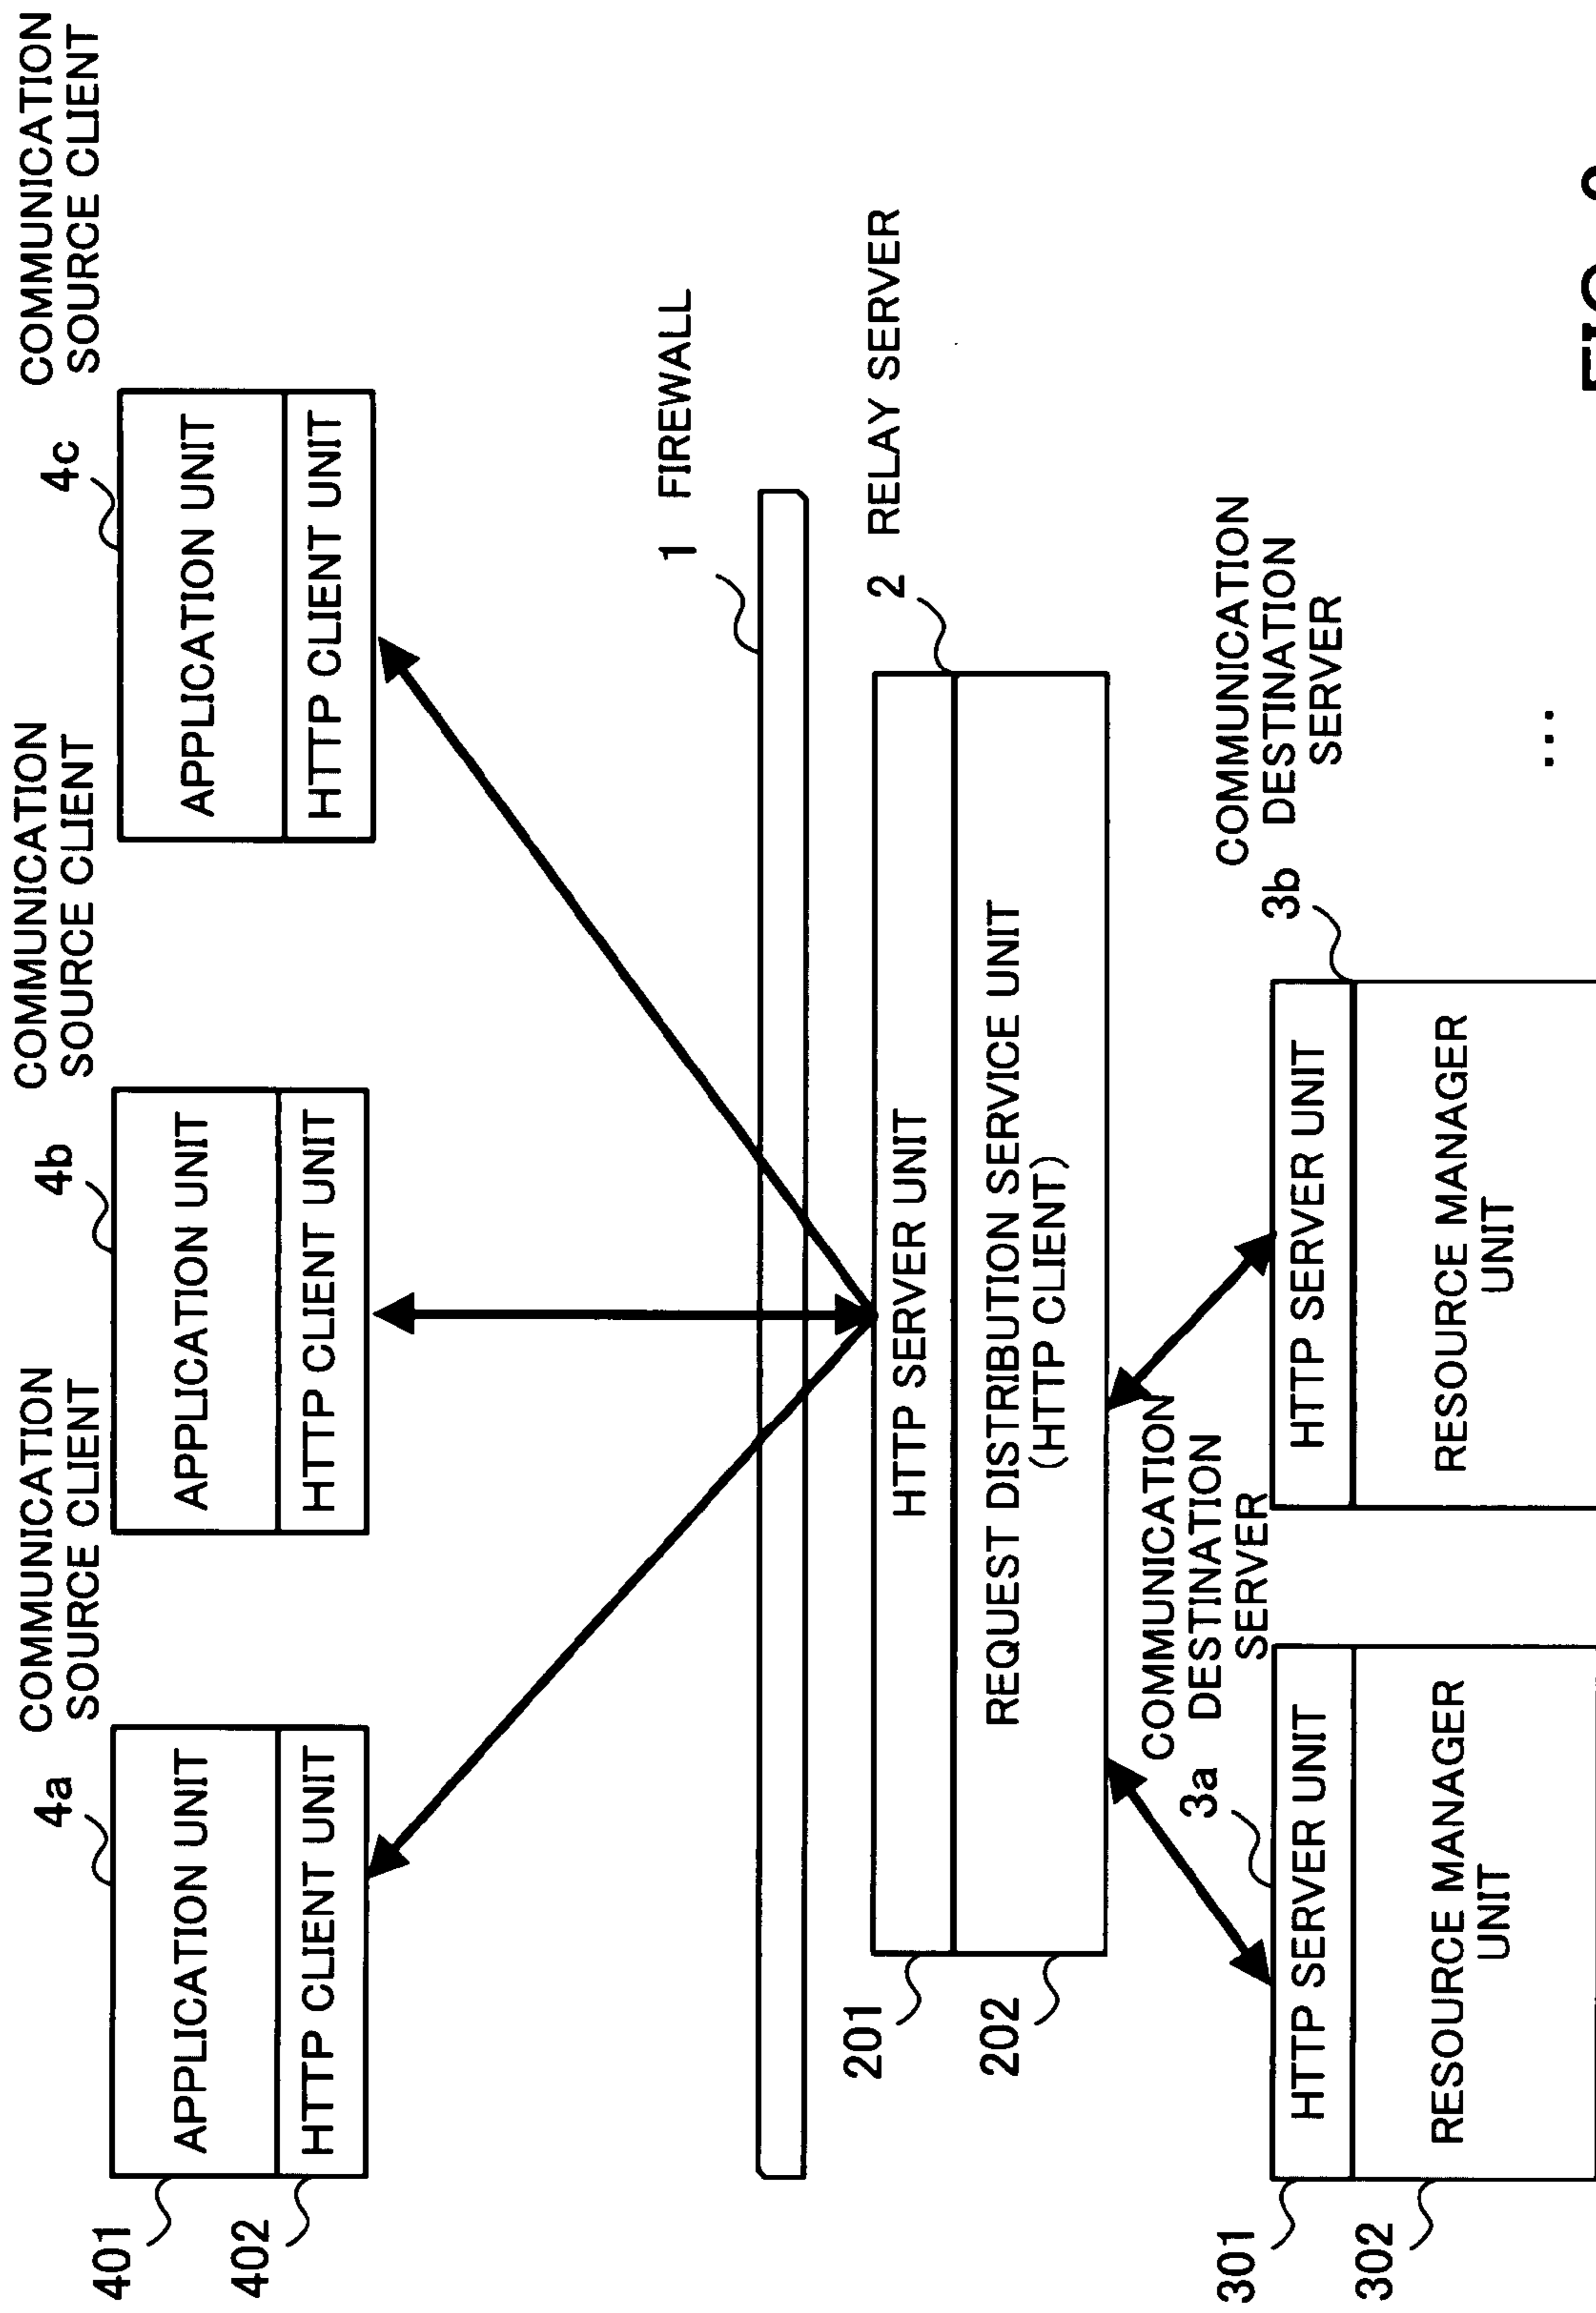 COMMUNICATION
SOURCE CLIENT
4a
APPLICATION UNIT
HTTP CLIENT UNIT
401
402
COMMUNICATION
SOURCE CLIENT
4b
APPLICATION UNIT
HTTP CLIENT UNIT
COMMUNICATION
SOURCE CLIENT
4c
APPLICATION UNIT
HTTP CLIENT UNIT
1 FIREWALL
2 RELAY SERVER
HTTP SERVER UNIT
REQUEST DISTRIBUTION SERVICE UNIT
(HTTP CLIENT)
201
202
COMMUNICATION
DESTINATION
SERVER
3a
HTTP SERVER UNIT
RESOURCE MANAGER
UNIT
301
302
COMMUNICATION
DESTINATION
SERVER
3b
HTTP SERVER UNIT
RESOURCE MANAGER
UNIT
...